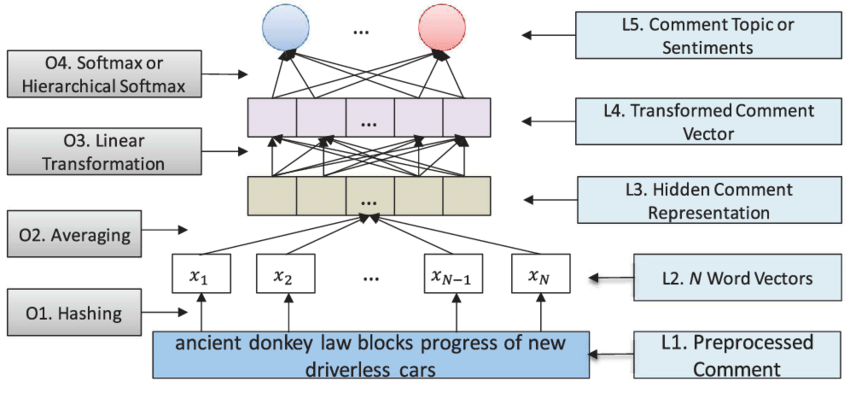 O4. Softmax or
Hierarchical Softmax
...
L5. Comment Topic or
Sentiments
O3. Linear
Transformation
...
L4. Transformed Comment
Vector
O2. Averaging
...
L3. Hidden Comment
Representation
x1
x2
...
xN−1
xN
L2. N Word Vectors
O1. Hashing
ancient donkey law blocks progress of new
driverless cars
L1. Preprocessed
Comment